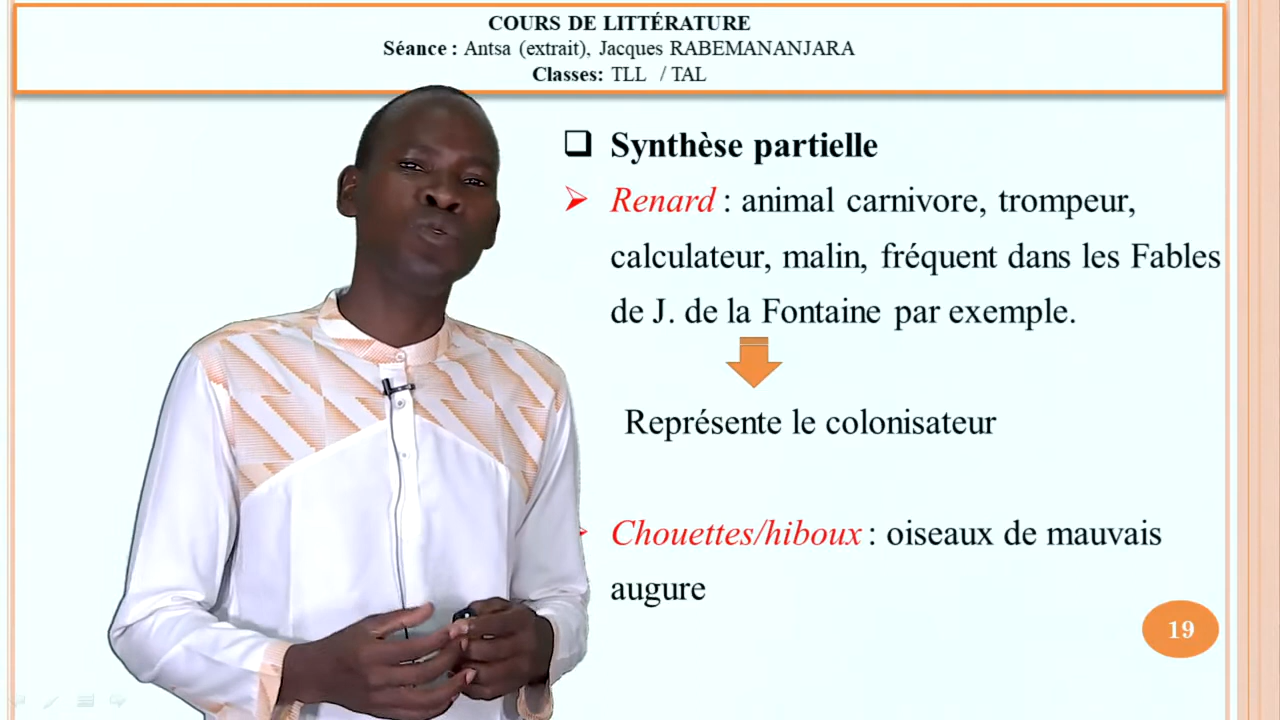 COURS DE LITTÉRATURE
Séance : Antsa (extrait), Jacques RABEMANANJARA
Classes: TLL / TAL
Synthèse partielle
Renard : animal carnivore, trompeur,
calculateur, malin, fréquent dans les Fables
de J. de la Fontaine par exemple.
Représente le colonisateur
Chouettes/hiboux : oiseaux de mauvais
augure
19